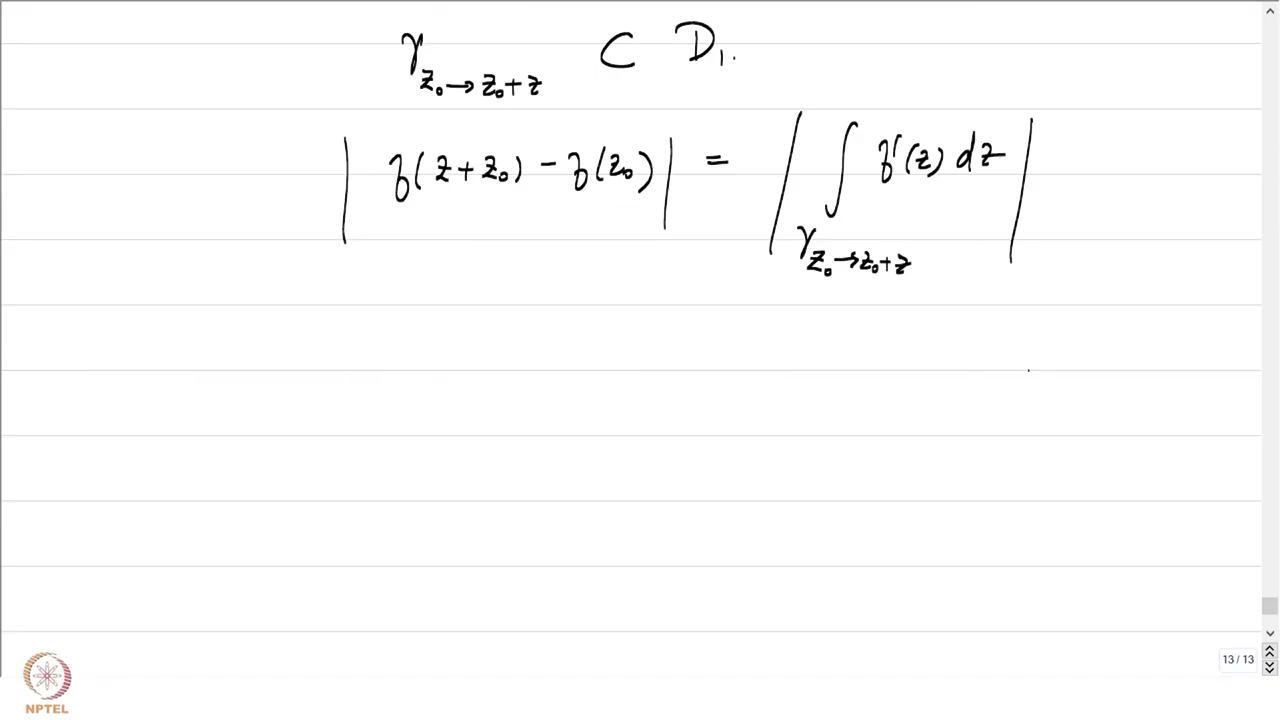 γ_{z₀→z₀+z} ⊂ D₁.
| f(z+z₀) − f(z₀) | = | ∫_{γ_{z₀→z₀+z}} f'(z) dz |
13 / 13
NPTEL